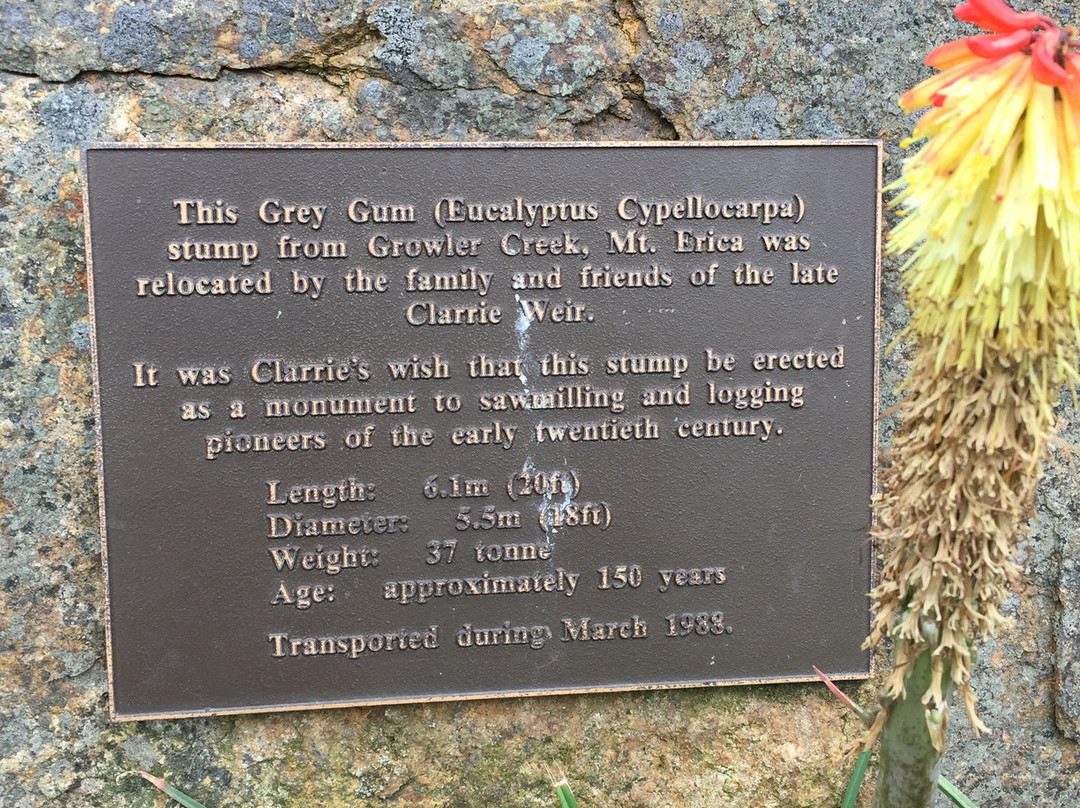 This Grey Gum (Eucalyptus Cypellocarpa)
stump from Growler Creek, Mt. Erica was
relocated by the family and friends of the late
Clarrie Weir.
It was Clarrie's wish that this stump be erected
as a monument to sawmilling and logging
pioneers of the early twentieth century.
Length: 6.1m (20ft)
Diameter: 5.5m (18ft)
Weight: 37 tonne
Age: approximately 150 years
Transported during March 1988.